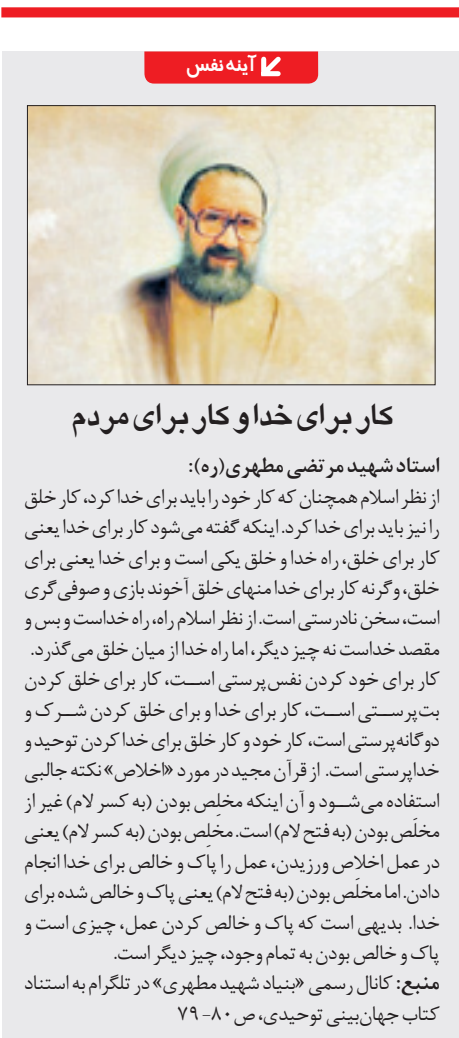 آینه نفس
کار برای خدا و کار برای مردم
استاد شهید مرتضی مطهری(ره):
از نظر اسلام همچنان که کار خود را باید برای خدا کرد، کار خلق
را نیز باید برای خدا کرد. اینکه گفته می‌شود کار برای خدا یعنی
کار برای خلق، راه خدا و خلق یکی است و برای خدا یعنی برای
خلق، وگرنه کار برای خدا منهای خلق آخوند بازی و صوفی گری
است، سخن نادرستی است. از نظر اسلام راه، راه خداست و بس و
مقصد خداست نه چیز دیگر، اما راه خدا از میان خلق می گذرد.
کار برای خود کردن نفس‌پرستی است، کار برای خلق کردن
بت‌پرستی است، کار برای خدا و برای خلق کردن شرک و
دوگانه‌پرستی است، کار خود و کار خلق برای خدا کردن توحید و
خداپرستی است. از قرآن مجید در مورد «اخلاص» نکته جالبی
استفاده می‌شود و آن اینکه مخلِص بودن (به کسر لام) غیر از
مخلَص بودن (به فتح لام) است. مخلِص بودن (به کسر لام) یعنی
در عمل اخلاص ورزیدن، عمل را پاک و خالص برای خدا انجام
دادن. اما مخلَص بودن (به فتح لام) یعنی پاک و خالص شده برای
خدا. بدیهی است که پاک و خالص کردن عمل، چیزی است و
پاک و خالص بودن به تمام وجود، چیز دیگر است.
منبع: کانال رسمی «بنیاد شهید مطهری» در تلگرام به استناد
کتاب جهان‌بینی توحیدی، ص ۸۰- ۷۹